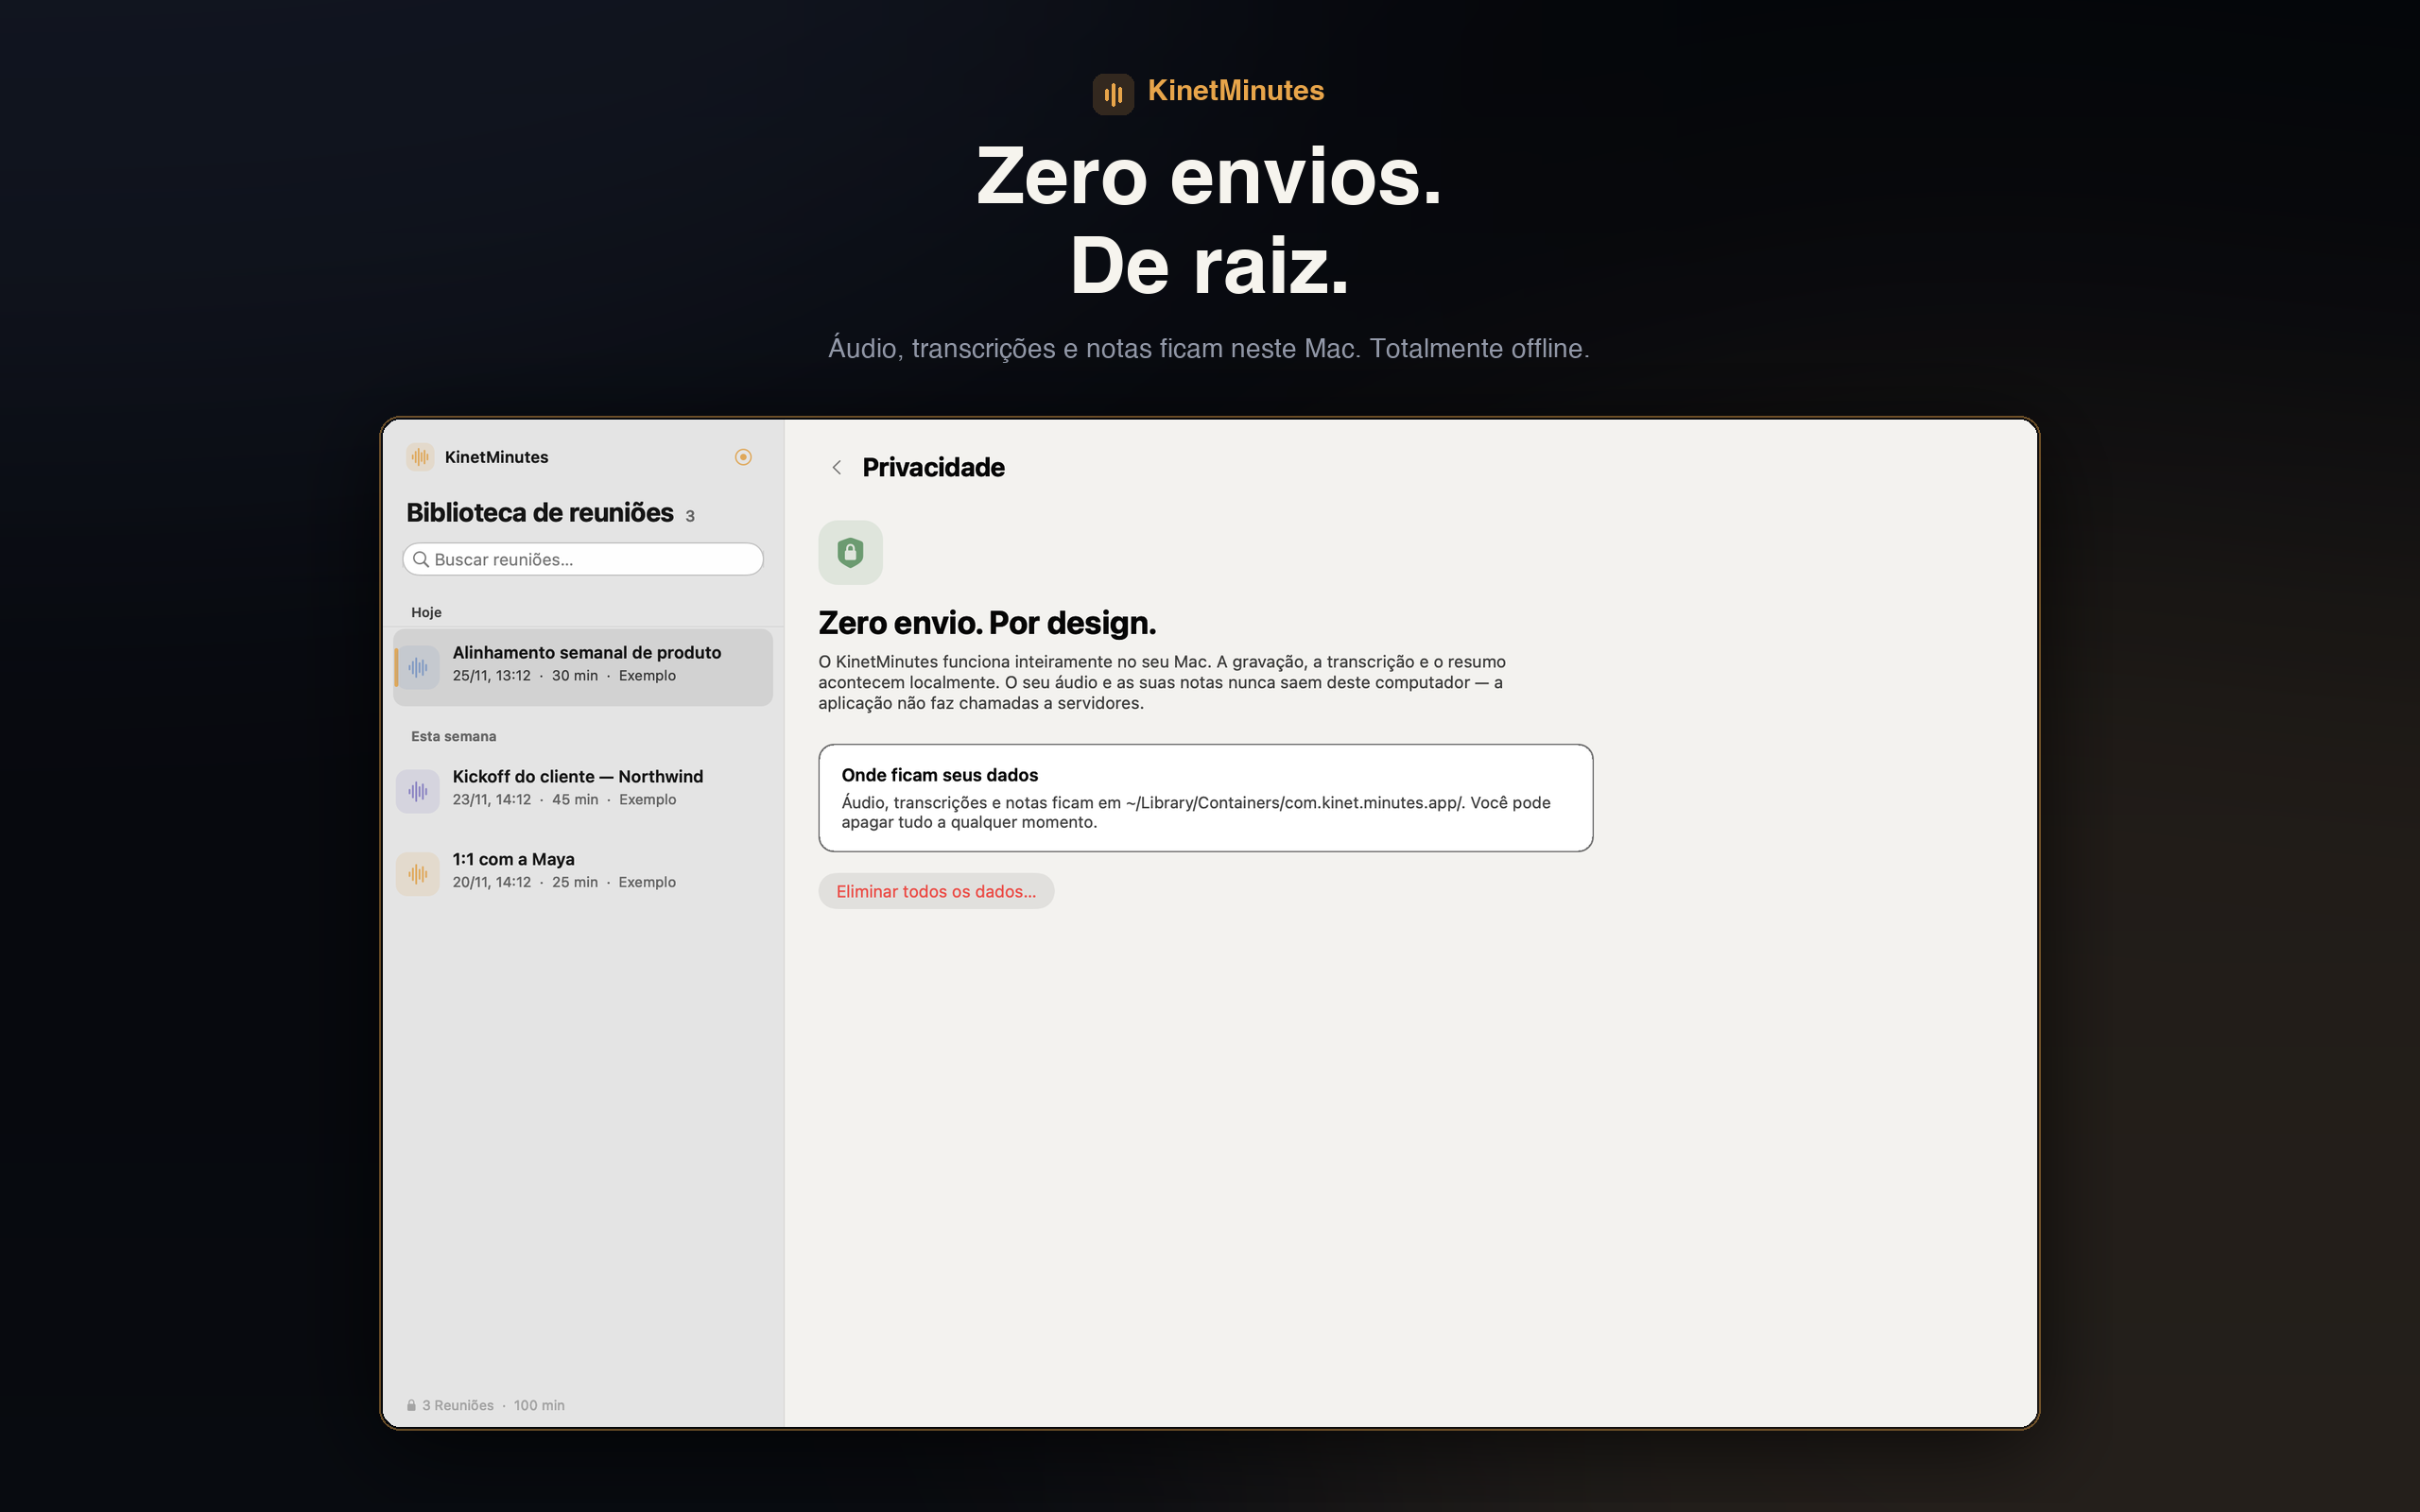 KinetMinutes
Zero envios.
De raiz.
Áudio, transcrições e notas ficam neste Mac. Totalmente offline.
KinetMinutes
Biblioteca de reuniões 3
Buscar reuniões...
Hoje
Alinhamento semanal de produto
25/11, 13:12 · 30 min · Exemplo
Esta semana
Kickoff do cliente — Northwind
23/11, 14:12 · 45 min · Exemplo
1:1 com a Maya
20/11, 14:12 · 25 min · Exemplo
3 Reuniões · 100 min
Privacidade
Zero envio. Por design.
O KinetMinutes funciona inteiramente no seu Mac. A gravação, a transcrição e o resumo
acontecem localmente. O seu áudio e as suas notas nunca saem deste computador — a
aplicação não faz chamadas a servidores.
Onde ficam seus dados
Áudio, transcrições e notas ficam em ~/Library/Containers/com.kinet.minutes.app/. Você pode
apagar tudo a qualquer momento.
Eliminar todos os dados...